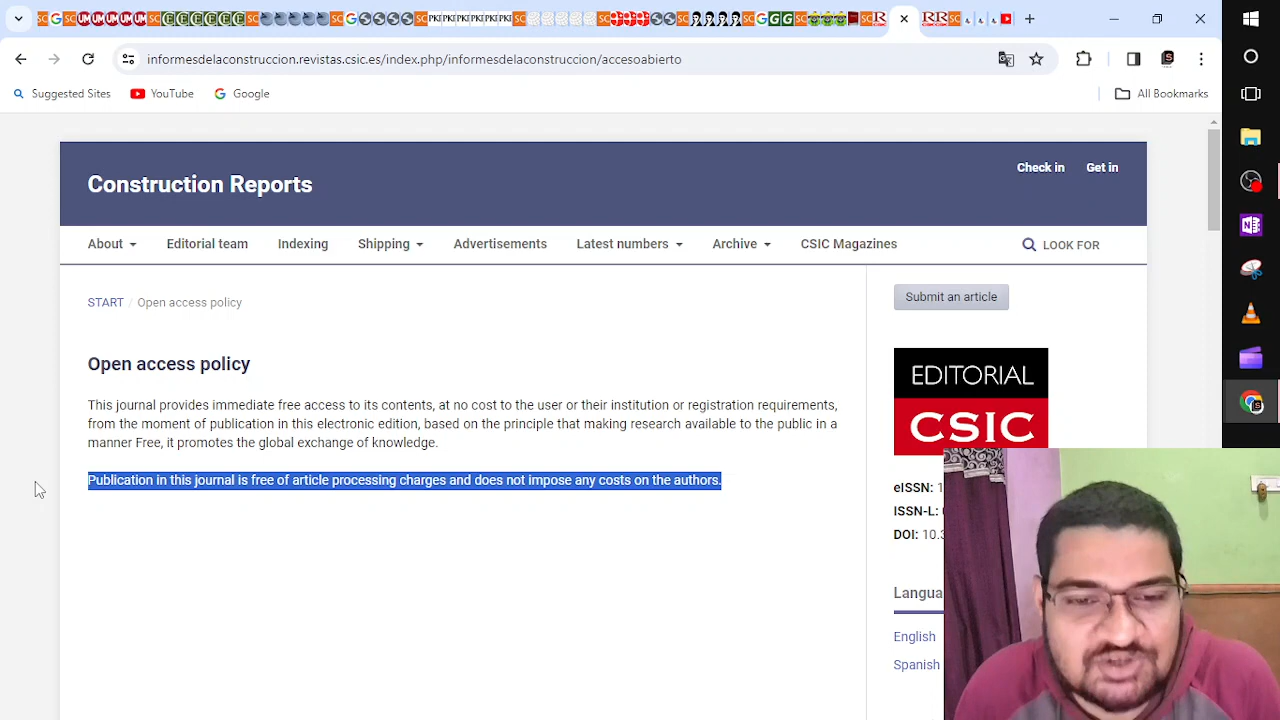 informesdelaconstruccion.revistas.csic.es/index.php/informesdelaconstruccion/accesoabierto
Suggested Sites
YouTube
Google
All Bookmarks
Construction Reports
Check in
Get in
About
Editorial team
Indexing
Shipping
Advertisements
Latest numbers
Archive
CSIC Magazines
LOOK FOR
START / Open access policy
Submit an article
Open access policy
This journal provides immediate free access to its contents, at no cost to the user or their institution or registration requirements,
from the moment of publication in this electronic edition, based on the principle that making research available to the public in a
manner Free, it promotes the global exchange of knowledge.
Publication in this journal is free of article processing charges and does not impose any costs on the authors.
EDITORIAL
CSIC
eISSN:
ISSN-L:
DOI: 10.
English
Spanish